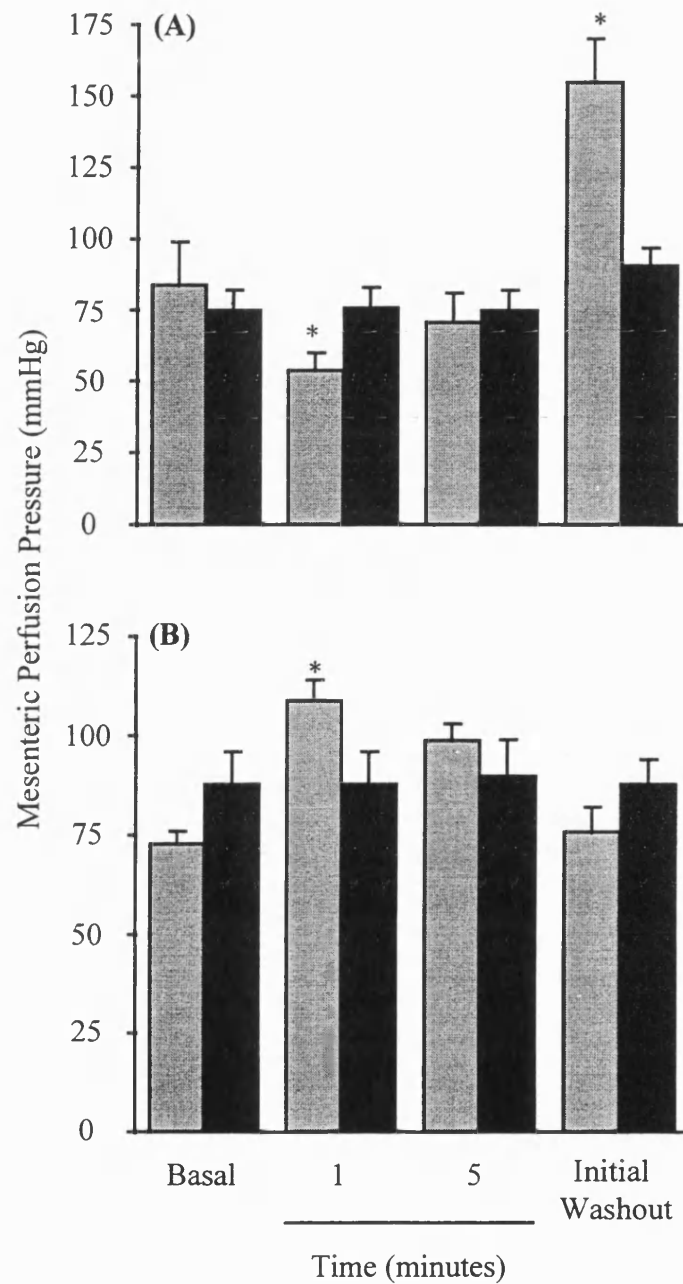 Mesenteric Perfusion Pressure (mmHg)
(A)
175
150
125
100
75
50
25
0
*
*
(B)
125
100
75
50
25
0
*
Basal 1 5 Initial
Washout
Time (minutes)